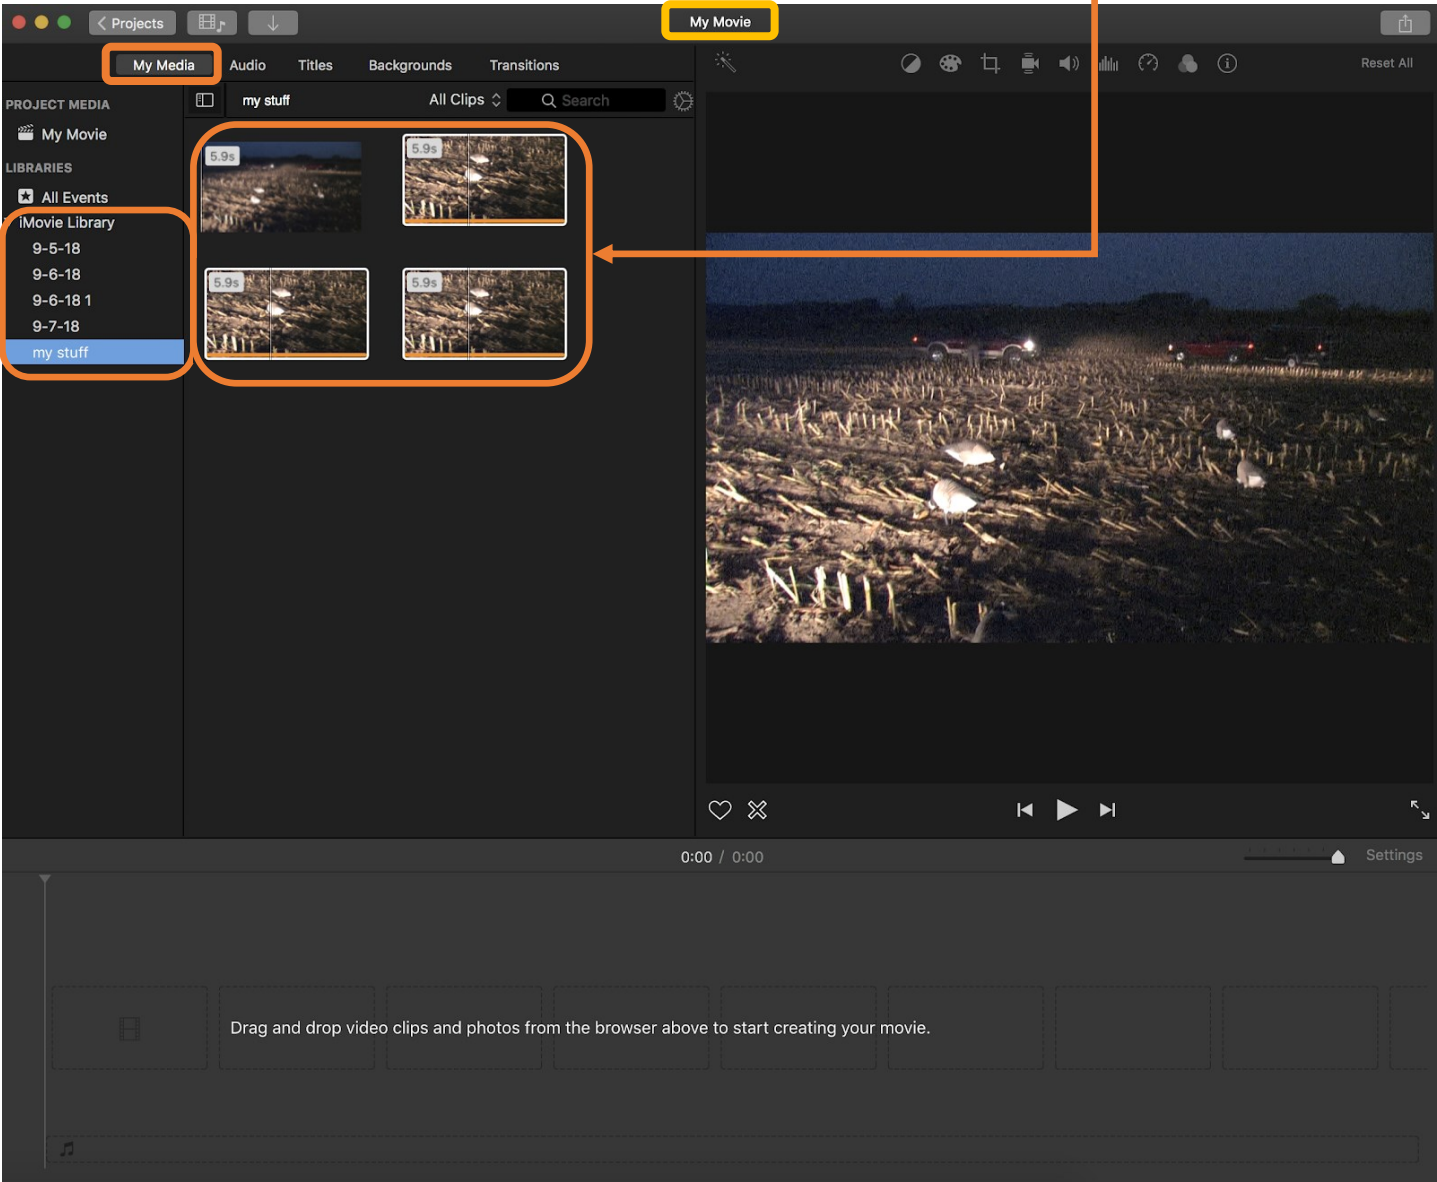 Projects
My Movie
My Media
Audio
Titles
Backgrounds
Transitions
Reset All
PROJECT MEDIA
my stuff
All Clips
Search
My Movie
LIBRARIES
All Events
iMovie Library
9-5-18
9-6-18
9-6-18 1
9-7-18
my stuff
5.9s
5.9s
5.9s
5.9s
0:00 / 0:00
Settings
Drag and drop video clips and photos from the browser above to start creating your movie.